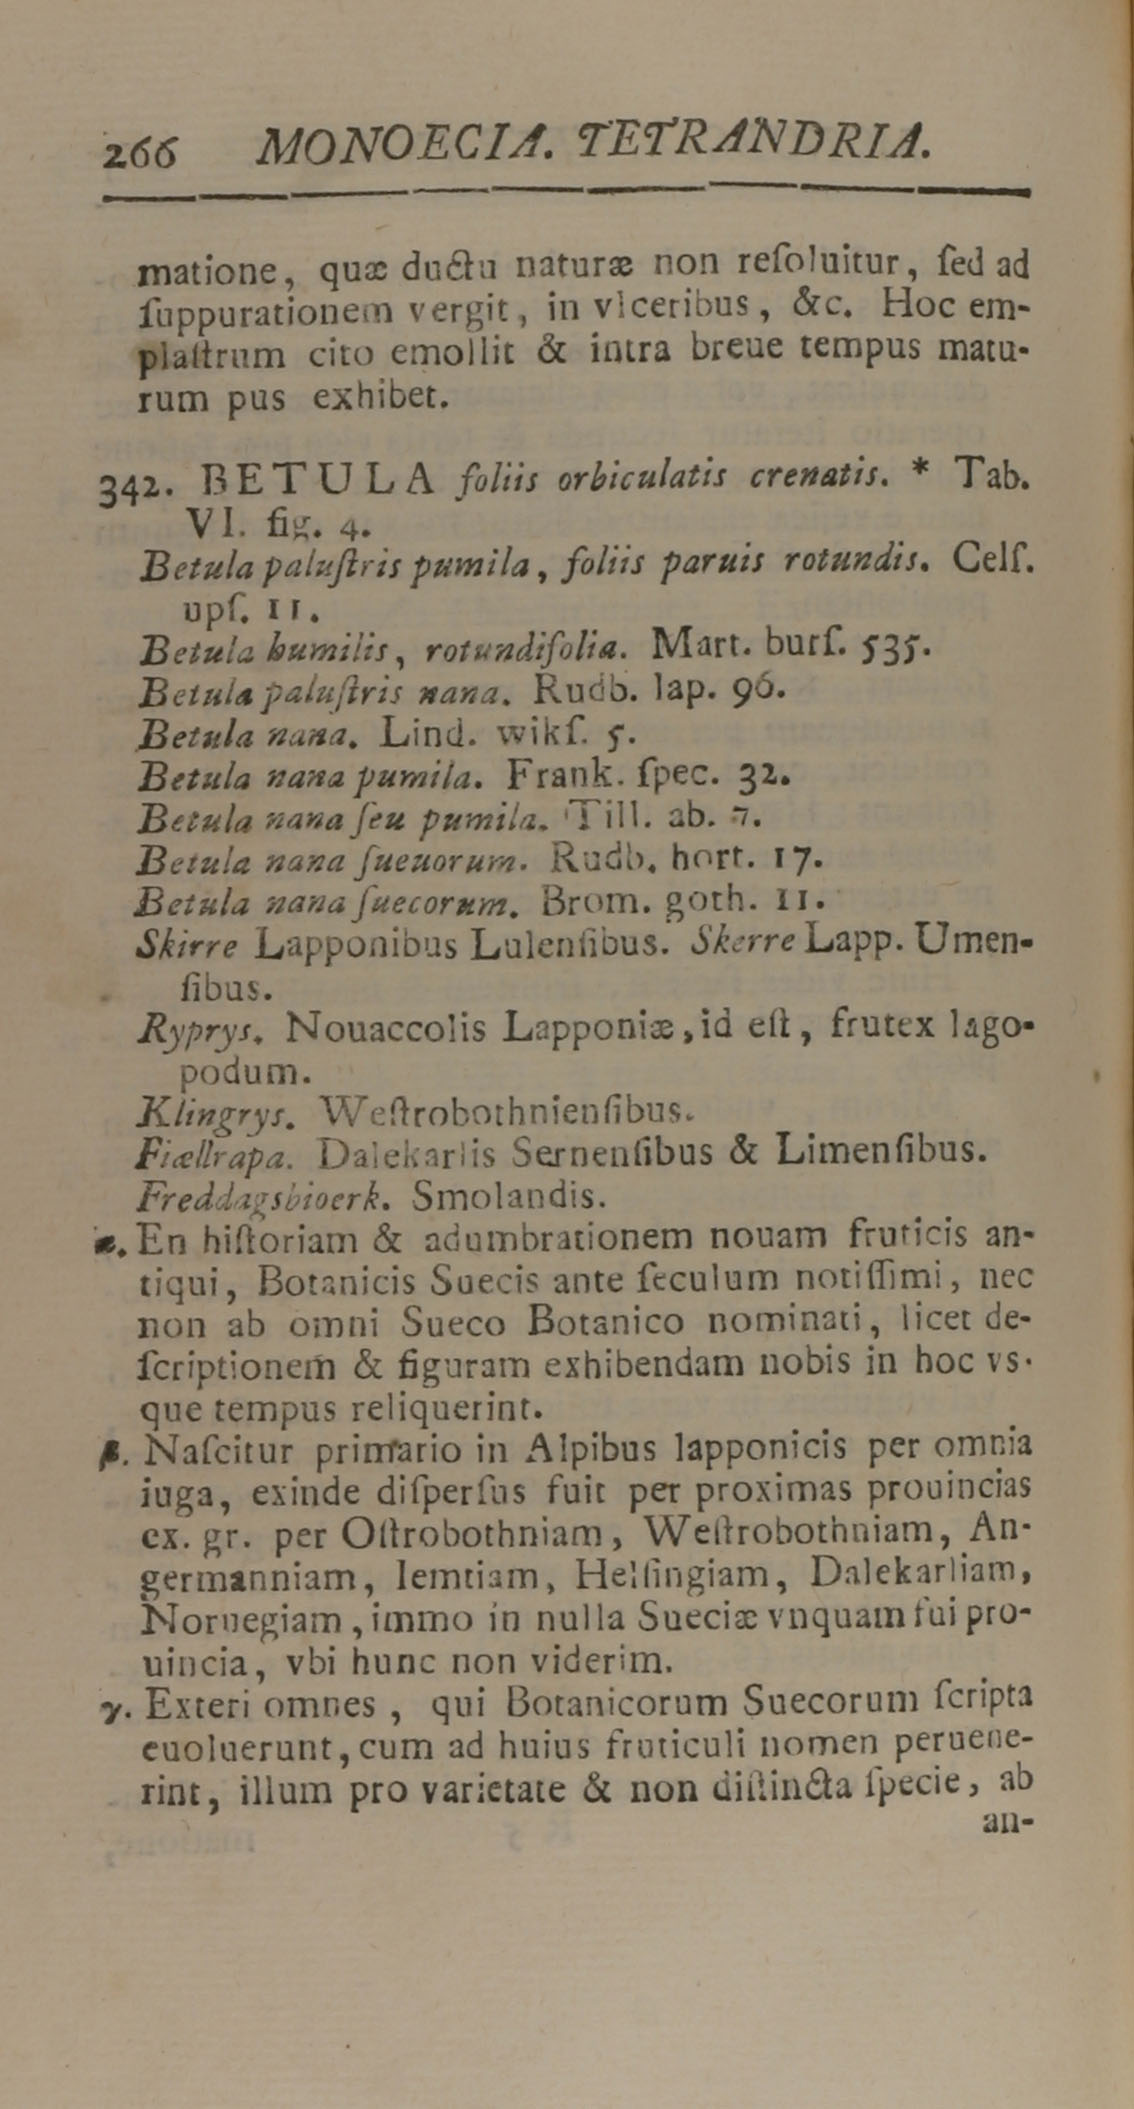 266 MONOECIA. TETRANDRIA.
matione, quæ ductu naturæ non reſoluitur, ſed ad
ſuppurationem vergit, in vlceribus, &c. Hoc em-
plaſtrum cito emollit & intra breue tempus matu-
rum pus exhibet.
342. BETULA foliis orbiculatis crenatis. * Tab.
VI. fig. 4.
Betula paluſtris pumila, foliis paruis rotundis. Celſ.
upſ. 11.
Betula humilis, rotundifolia. Mart. burſ. 535.
Betula paluſtris nana. Rudb. lap. 96.
Betula nana. Lind. wikſ. 5.
Betula nana pumila. Frank. ſpec. 32.
Betula nana ſeu pumila. Till. ab. 7.
Betula nana ſueuorum. Rudb. hort. 17.
Betula nana ſuecorum. Brom. goth. 11.
Skirre Lapponibus Lulenſibus. Skerre Lapp. Umen-
ſibus.
Ryprys. Nouaccolis Lapponiæ, id eſt, frutex lago-
podum.
Klingrys. Weſtrobothnienſibus.
Fiællrapa. Dalekarlis Sernenſibus & Limenſibus.
Freddagsbioerk. Smolandis.
α. En hiſtoriam & adumbrationem nouam fruticis an-
tiqui, Botanicis Suecis ante ſeculum notiſſimi, nec
non ab omni Sueco Botanico nominati, licet de-
ſcriptionem & figuram exhibendam nobis in hoc vs-
que tempus reliquerint.
β. Naſcitur primario in Alpibus lapponicis per omnia
iuga, exinde diſperſus fuit per proximas prouincias
ex. gr. per Oſtrobothniam, Weſtrobothniam, An-
germanniam, Iemtiam, Helſingiam, Dalekarliam,
Noruegiam, immo in nulla Sueciæ vnquam fui pro-
uincia, vbi hunc non viderim.
γ. Exteri omnes, qui Botanicorum Suecorum ſcripta
euoluerunt, cum ad huius fruticuli nomen peruene-
rint, illum pro varietate & non diſtincta ſpecie, ab
an-